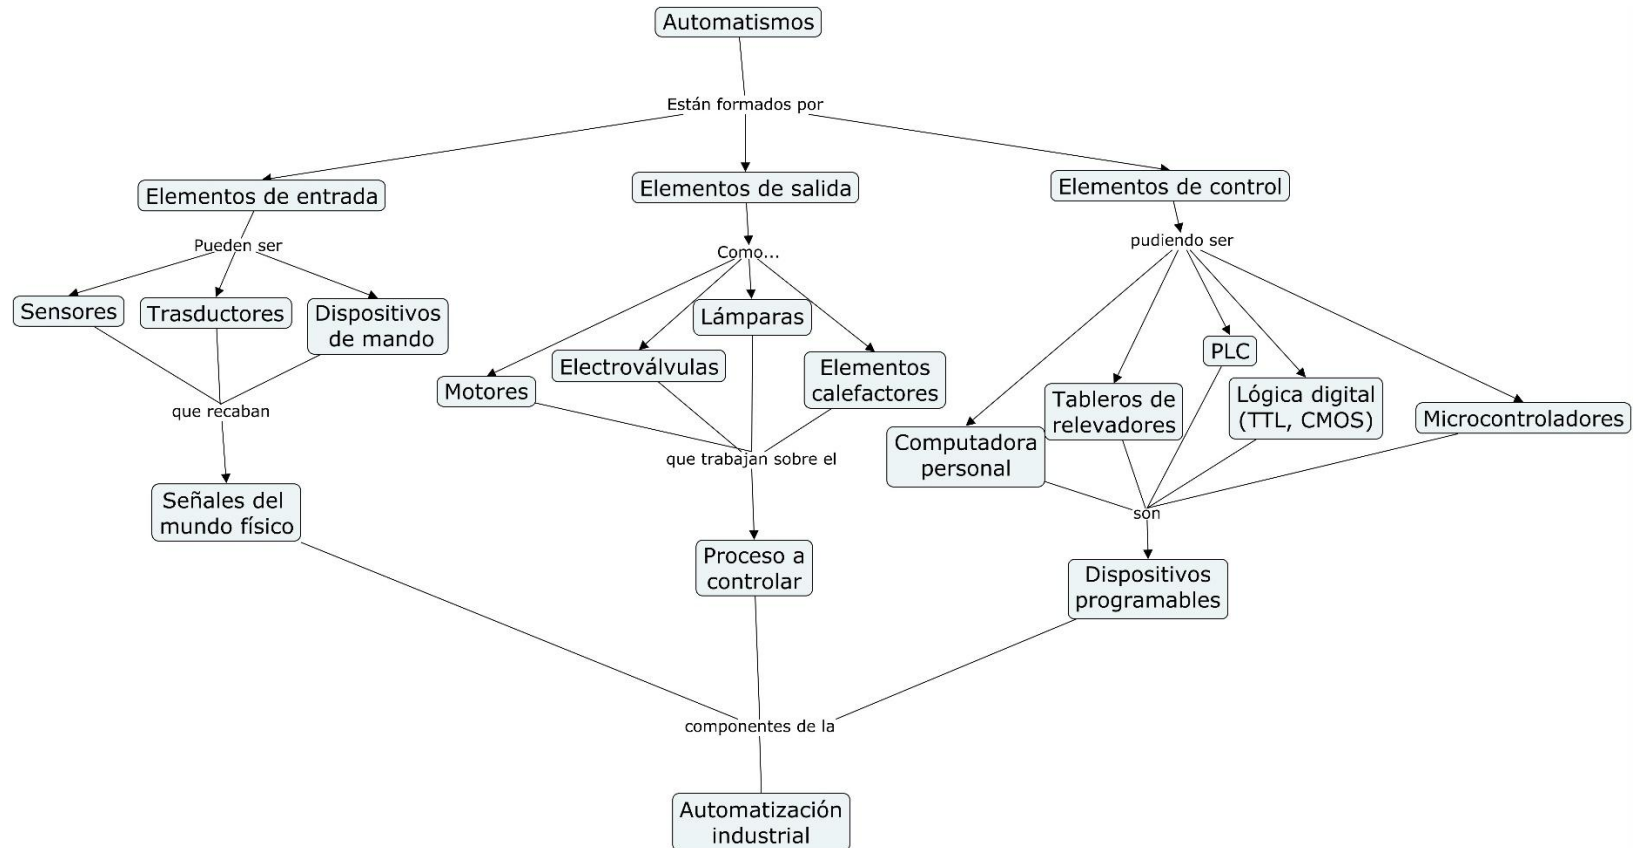 Automatismos
Están formados por
Elementos de entrada
Elementos de salida
Elementos de control
Pueden ser
Como...
pudiendo ser
Sensores
Trasductores
Dispositivos
de mando
Lámparas
Electroválvulas
Motores
Elementos
calefactores
PLC
Tableros de
relevadores
Lógica digital
(TTL, CMOS)
Microcontroladores
Computadora
personal
que recaban
que trabajan sobre el
son
Señales del
mundo físico
Proceso a
controlar
Dispositivos
programables
componentes de la
Automatización
industrial